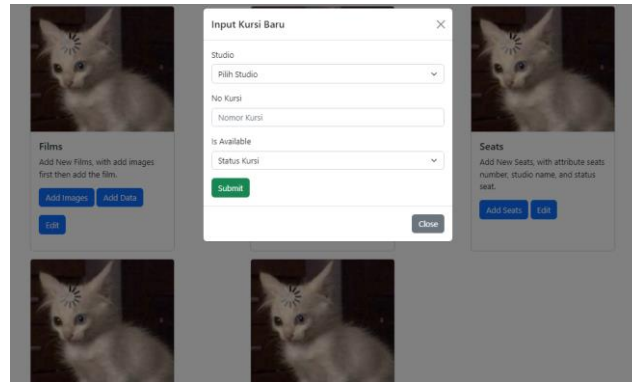 Input Kursi Baru
Studio
Pilih Studio
No Kursi
Nomor Kursi
Is Available
Status Kursi
Submit
Close
Films
Add New Films, with add images
first then add the film.
Add Images
Add Data
Edit
Seats
Add New Seats, with attribute seats
number, studio name, and status
seat.
Add Seats
Edit